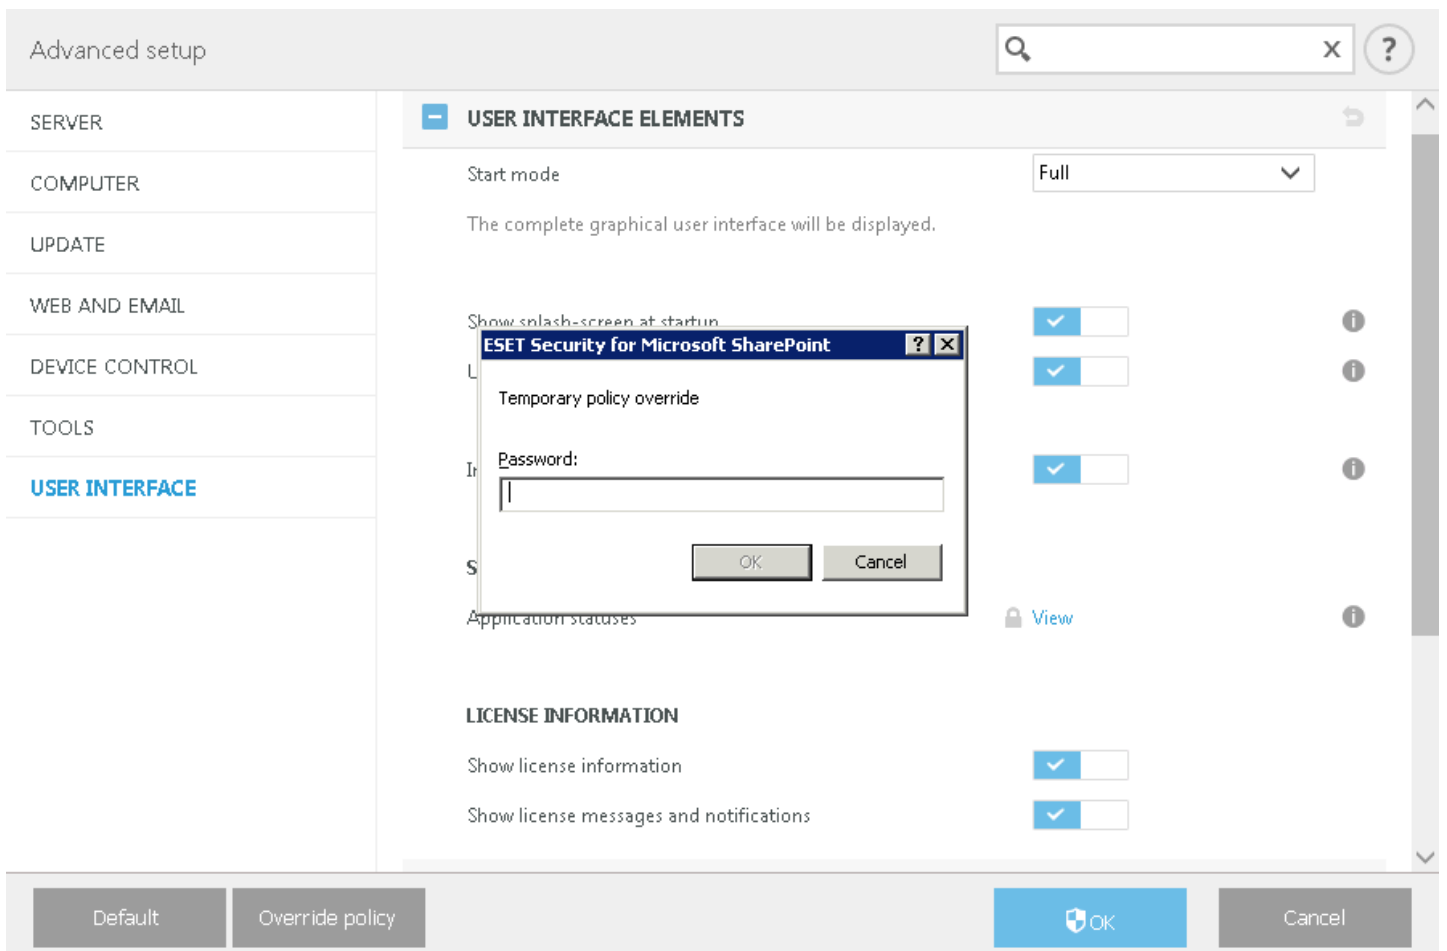 Advanced setup
X
?
SERVER
COMPUTER
UPDATE
WEB AND EMAIL
DEVICE CONTROL
TOOLS
USER INTERFACE
USER INTERFACE ELEMENTS
Start mode
Full
The complete graphical user interface will be displayed.
Show splash-screen at startup
ESET Security for Microsoft SharePoint
?
Temporary policy override
Password:
OK
Cancel
Application statuses
View
LICENSE INFORMATION
Show license information
Show license messages and notifications
Default
Override policy
OK
Cancel